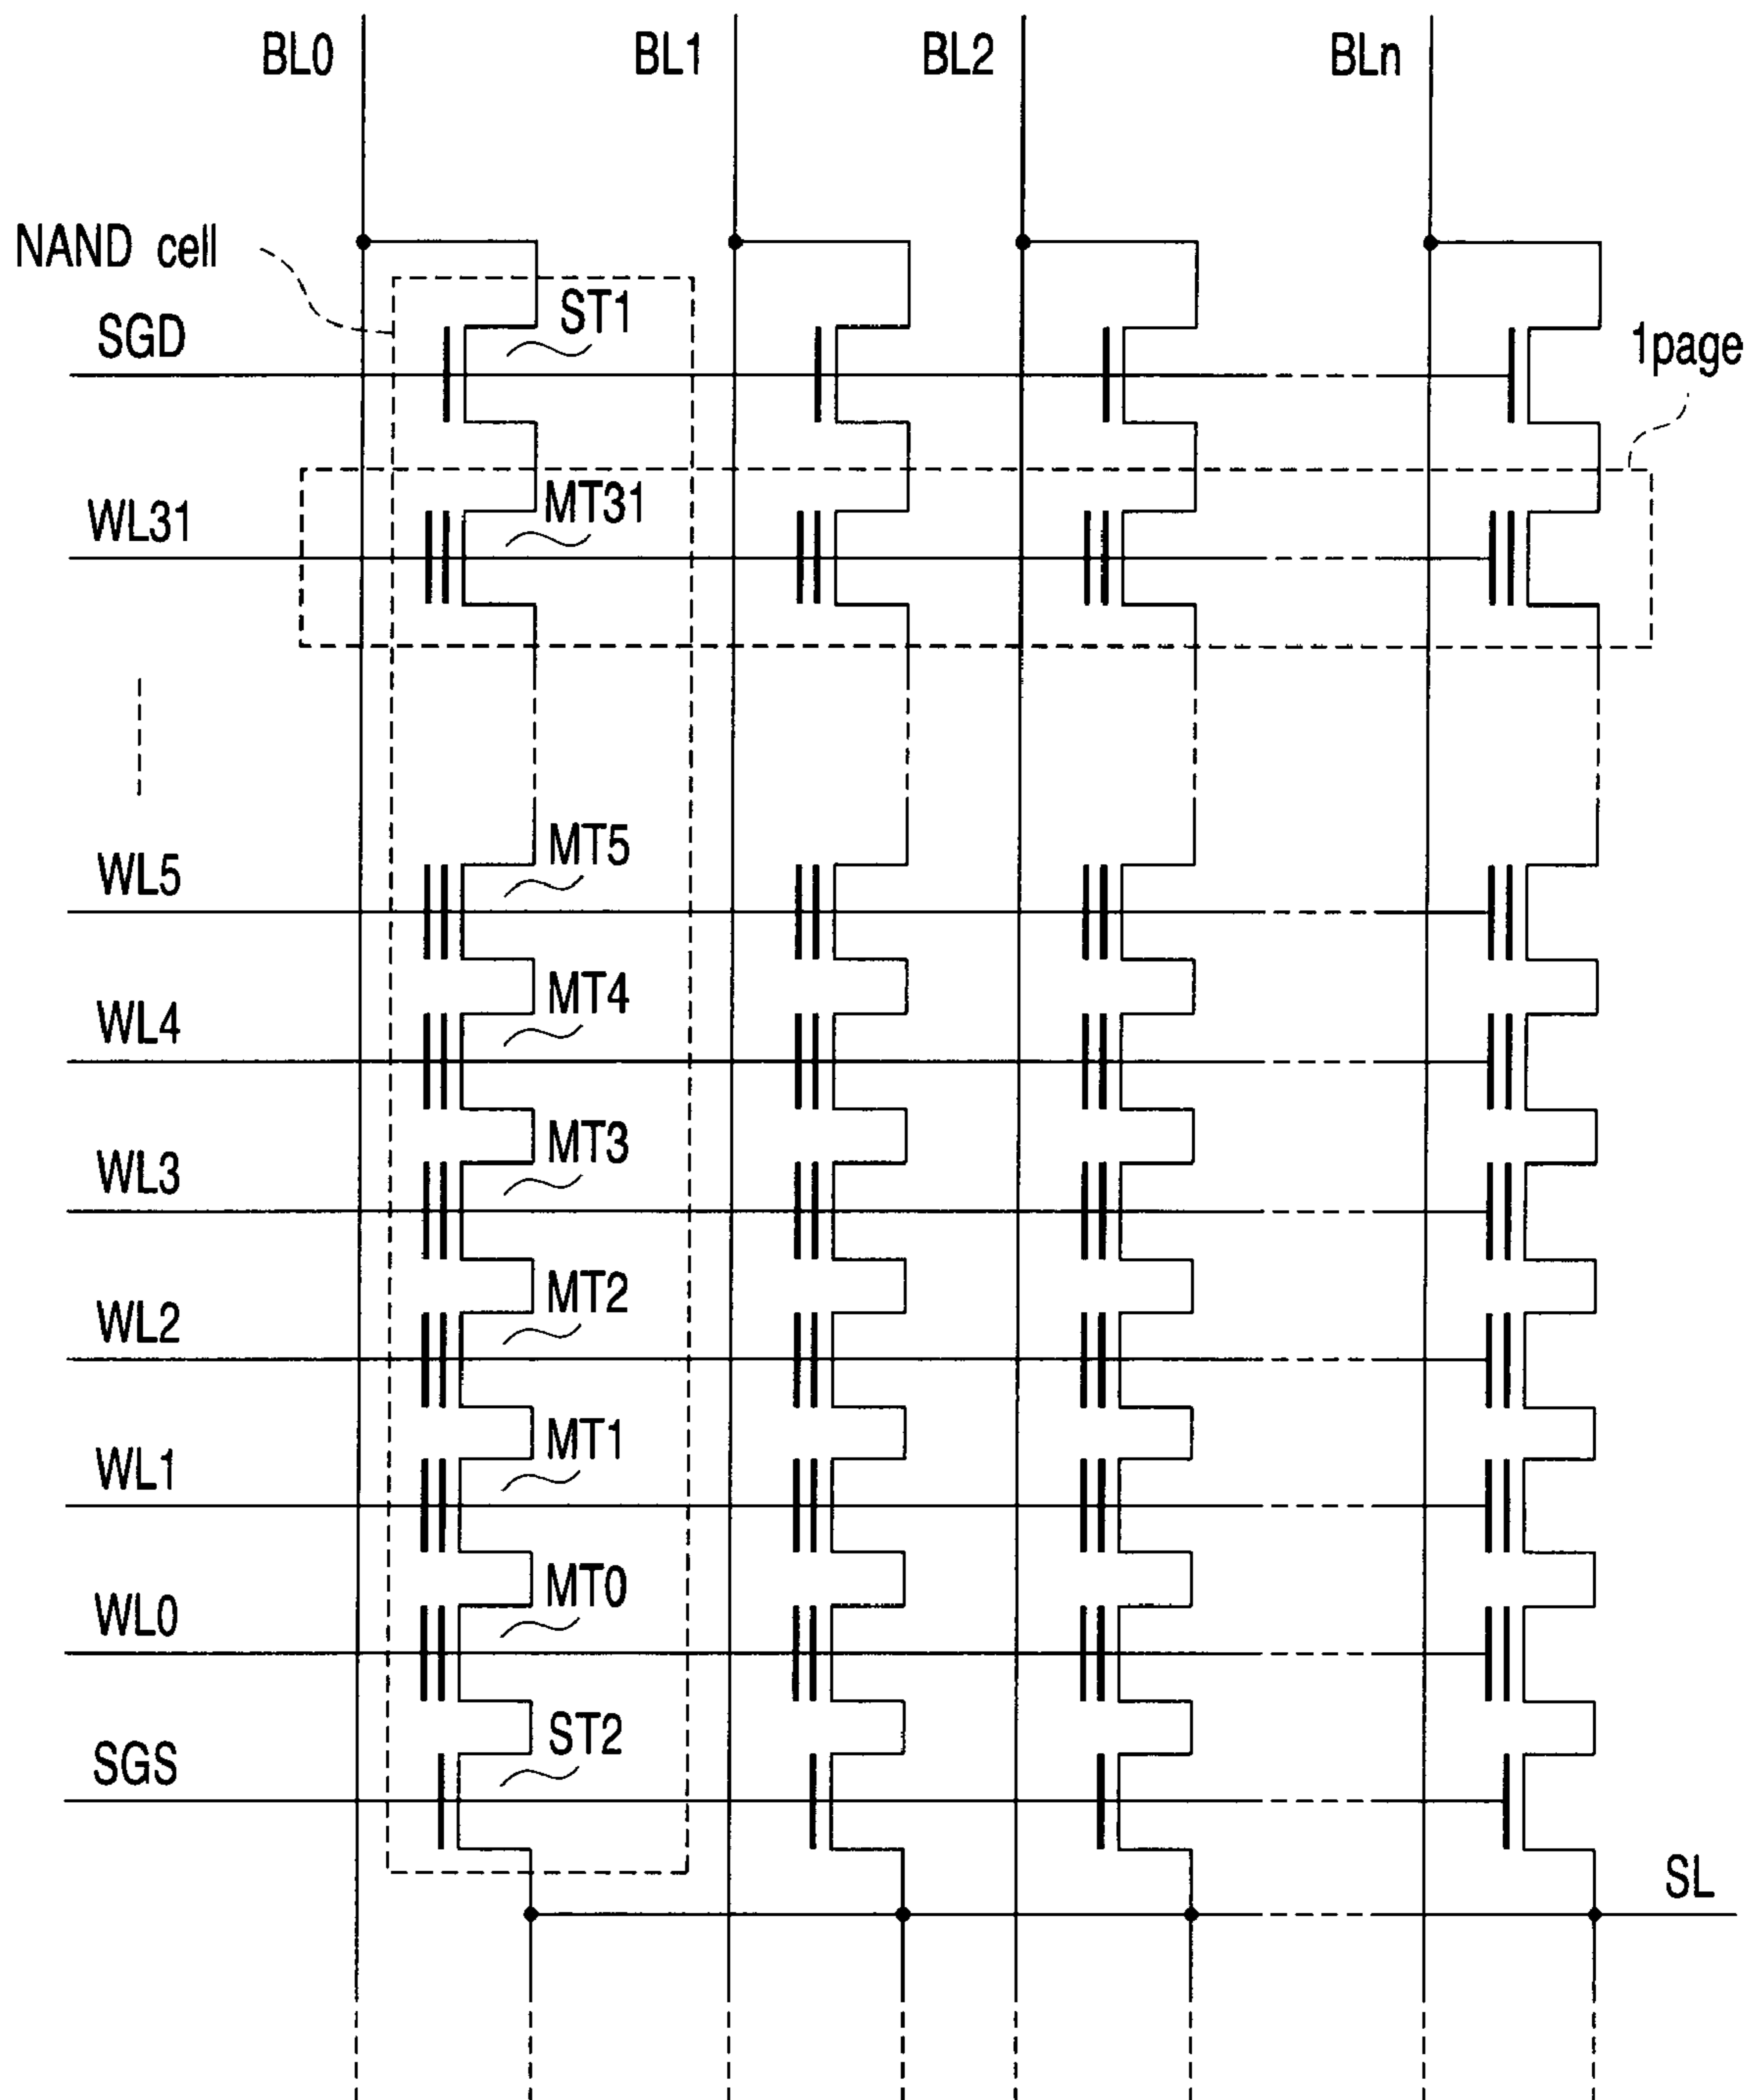 BL0 BL1 BL2 BLn
NAND cell
ST1
SGD
1page
MT31
WL31
MT5
WL5
MT4
WL4
MT3
WL3
MT2
WL2
MT1
WL1
MT0
WL0
ST2
SGS
SL